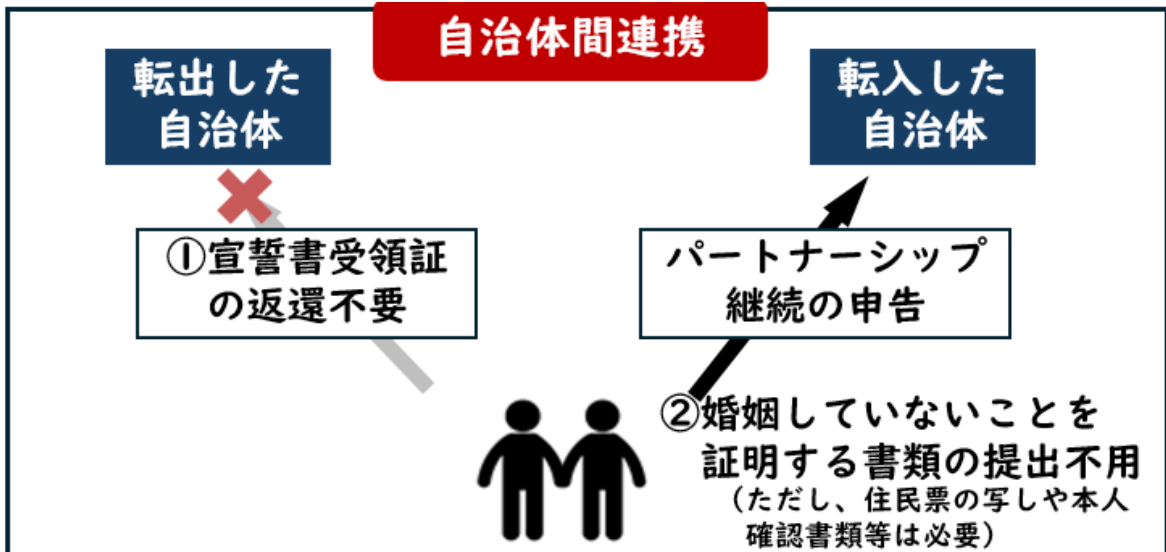 自治体間連携
転出した
自治体
転入した
自治体
①宣誓書受領証
の返還不要
パートナーシップ
継続の申告
②婚姻していないことを
証明する書類の提出不用
（ただし、住民票の写しや本人
確認書類等は必要）